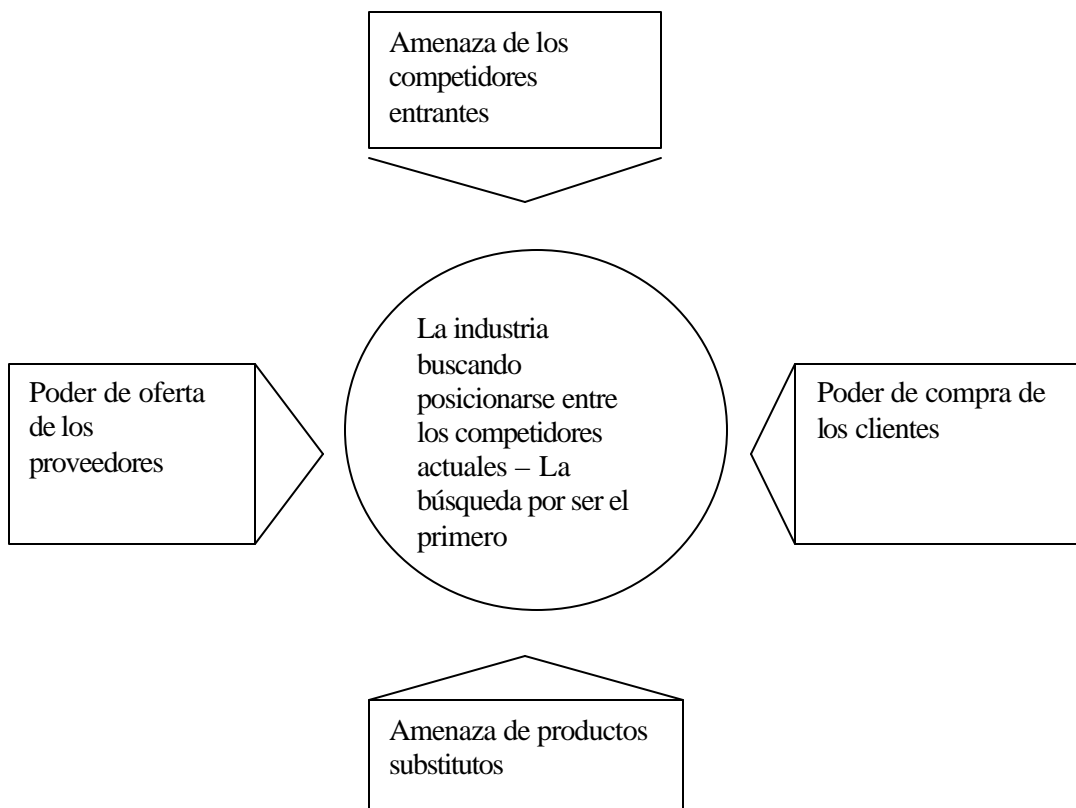 Amenaza de los
competidores
entrantes
La industria
buscando
posicionarse entre
los competidores
actuales – La
búsqueda por ser el
primero
Poder de oferta
de los
proveedores
Poder de compra de
los clientes
Amenaza de productos
substitutos